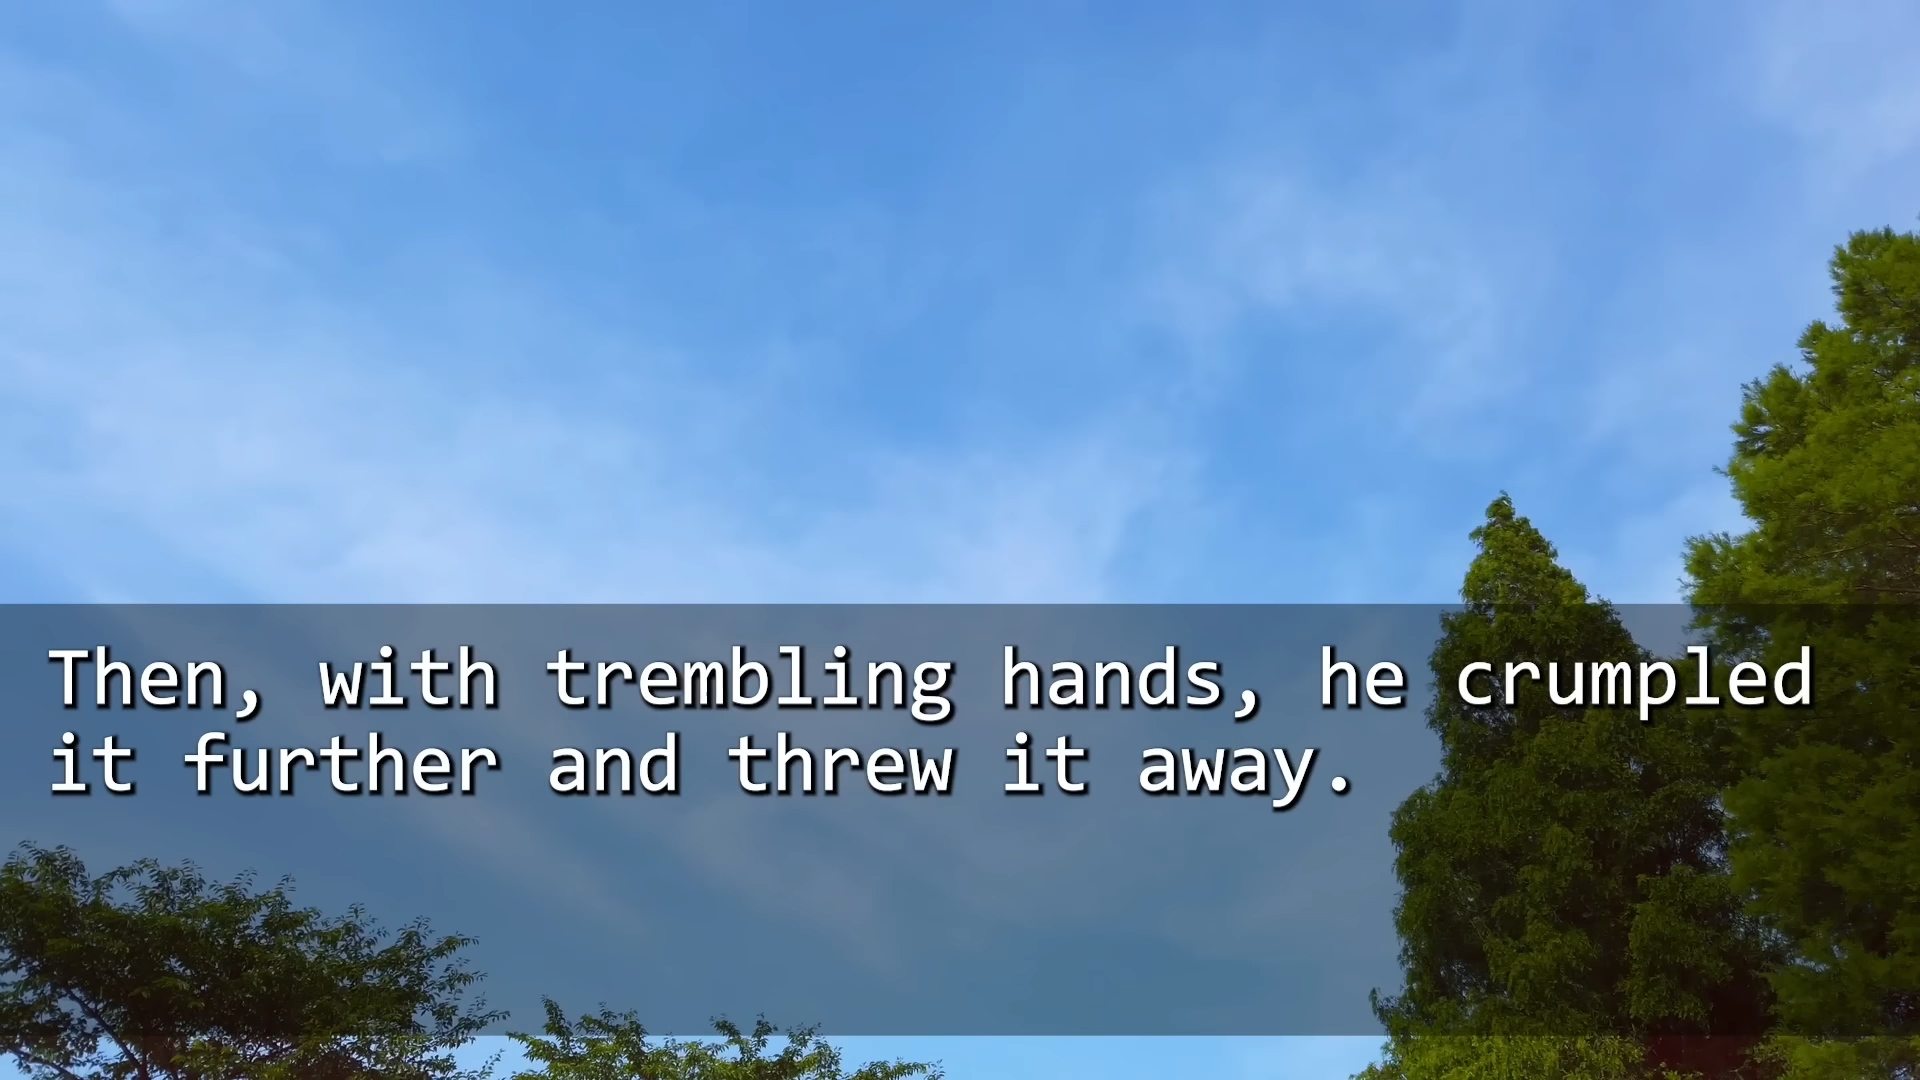 Then, with trembling hands, he crumpled
it further and threw it away.